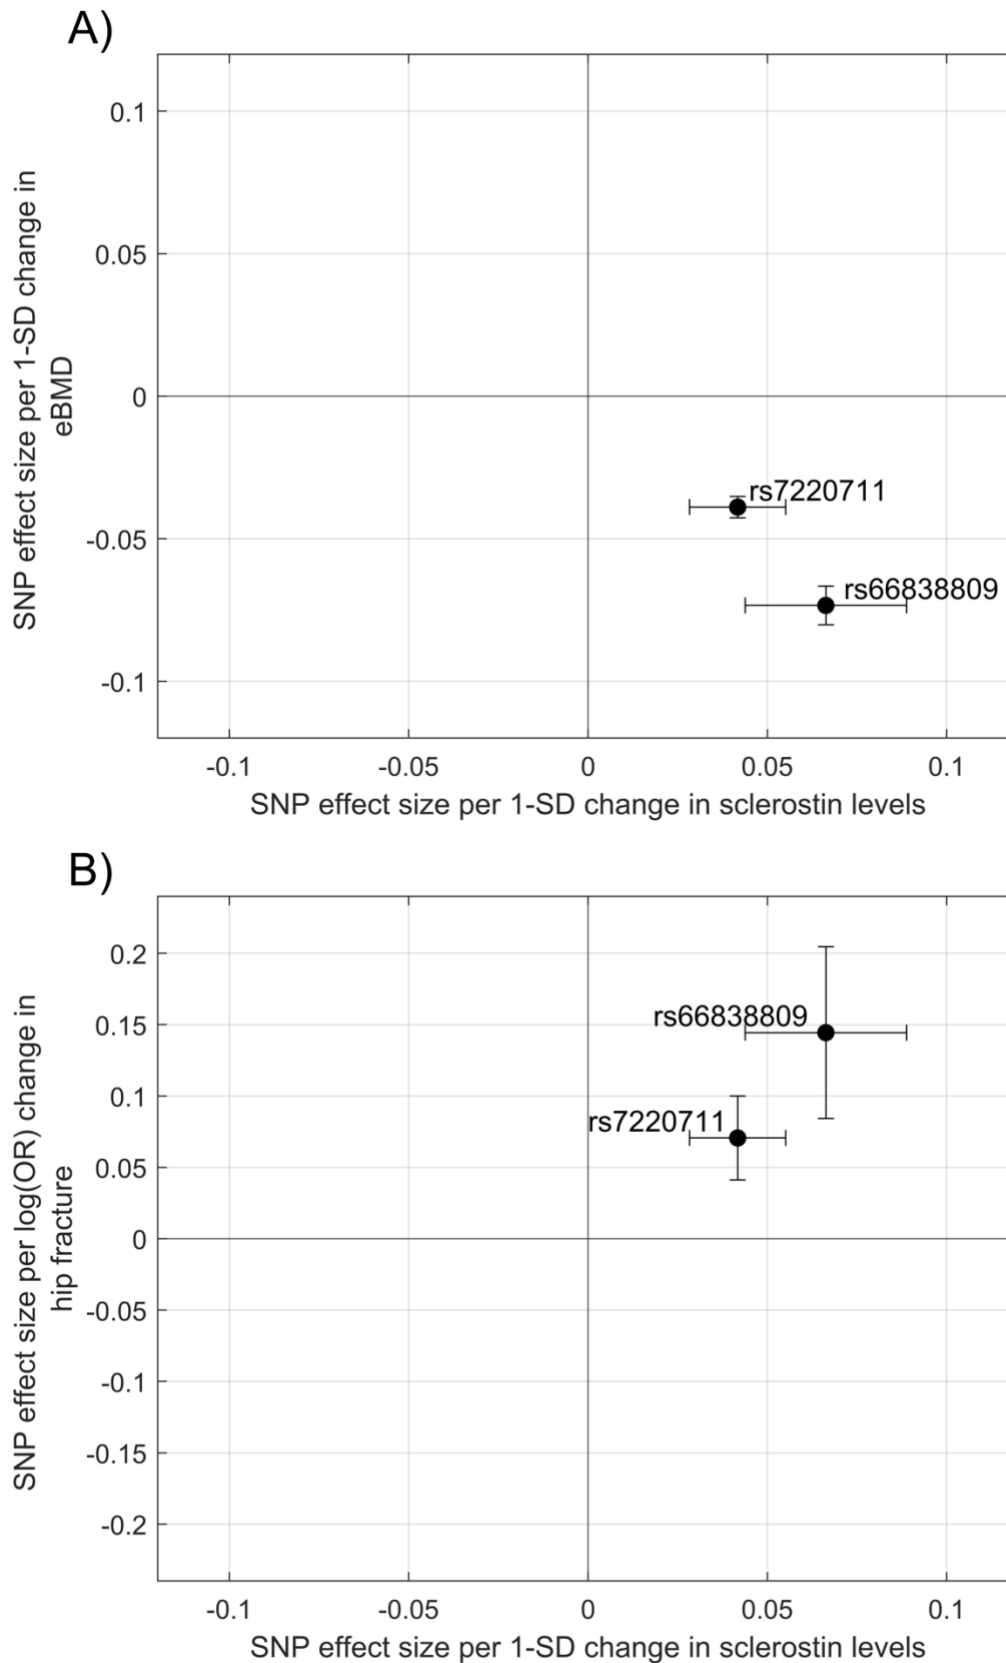 A)
0.1
0.05
0
-0.05
-0.1
SNP effect size per 1-SD change in
eBMD
rs7220711
rs66838809
-0.1
-0.05
0
0.05
0.1
SNP effect size per 1-SD change in sclerostin levels
B)
0.2
0.15
0.1
0.05
0
-0.05
-0.1
-0.15
-0.2
SNP effect size per log(OR) change in
hip fracture
rs66838809
rs7220711
-0.1
-0.05
0
0.05
0.1
SNP effect size per 1-SD change in sclerostin levels